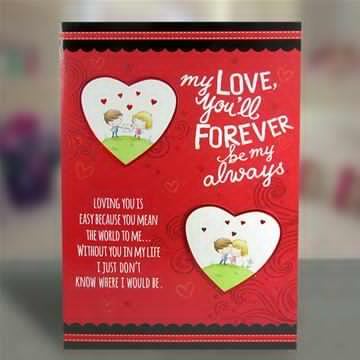 my LOVE,
you'll
FOREVER
be my
always
LOVING YOU IS
EASY BECAUSE YOU MEAN
THE WORLD TO ME...
WITHOUT YOU IN MY LIFE
I JUST DON'T
KNOW WHERE I WOULD BE.